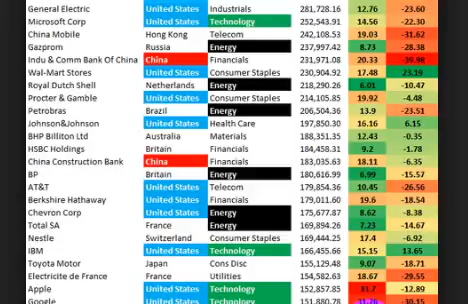 General Electric United States Industrials 281,728.16 12.76 -23.60
Microsoft Corp United States Technology 252,543.91 14.56 -22.30
China Mobile Hong Kong Telecom 242,108.53 19.03 -31.62
Gazprom Russia Energy 237,997.42 8.73 -28.38
Indu & Comm Bank Of China China Financials 231,971.08 20.33 -39.98
Wal-Mart Stores United States Consumer Staples 230,904.92 17.48 23.19
Royal Dutch Shell Netherlands Energy 218,290.26 6.01 -10.47
Procter & Gamble United States Consumer Staples 214,105.85 19.92 -4.48
Petrobras Brazil Energy 206,504.36 13.9 -23.51
Johnson&Johnson United States Health Care 197,850.30 16.16 6.15
BHP Billiton Ltd Australia Materials 188,351.35 12.43 -0.35
HSBC Holdings Britain Financials 184,458.31 9.2 -1.78
China Construction Bank China Financials 183,035.63 18.11 -6.35
BP Britain Energy 180,616.66 6.99 -15.57
AT&T United States Telecom 179,854.36 10.45 -26.56
Berkshire Hathaway United States Financials 179,011.60 19.6 -18.54
Chevron Corp United States Energy 175,677.87 8.62 -8.38
Total SA France Energy 169,894.26 7.23 -14.67
Nestle Switzerland Consumer Staples 169,444.25 17.4 -6.92
IBM United States Technology 166,455.66 15.15 13.65
Toyota Motor Japan Cons Disc 155,129.48 9.07 -18.71
Electricite de France France Utilities 154,582.63 18.67 -29.55
Apple United States Technology 152,857.85 31.7 -12.89
Google United States Technology 151,880.78 -30.15